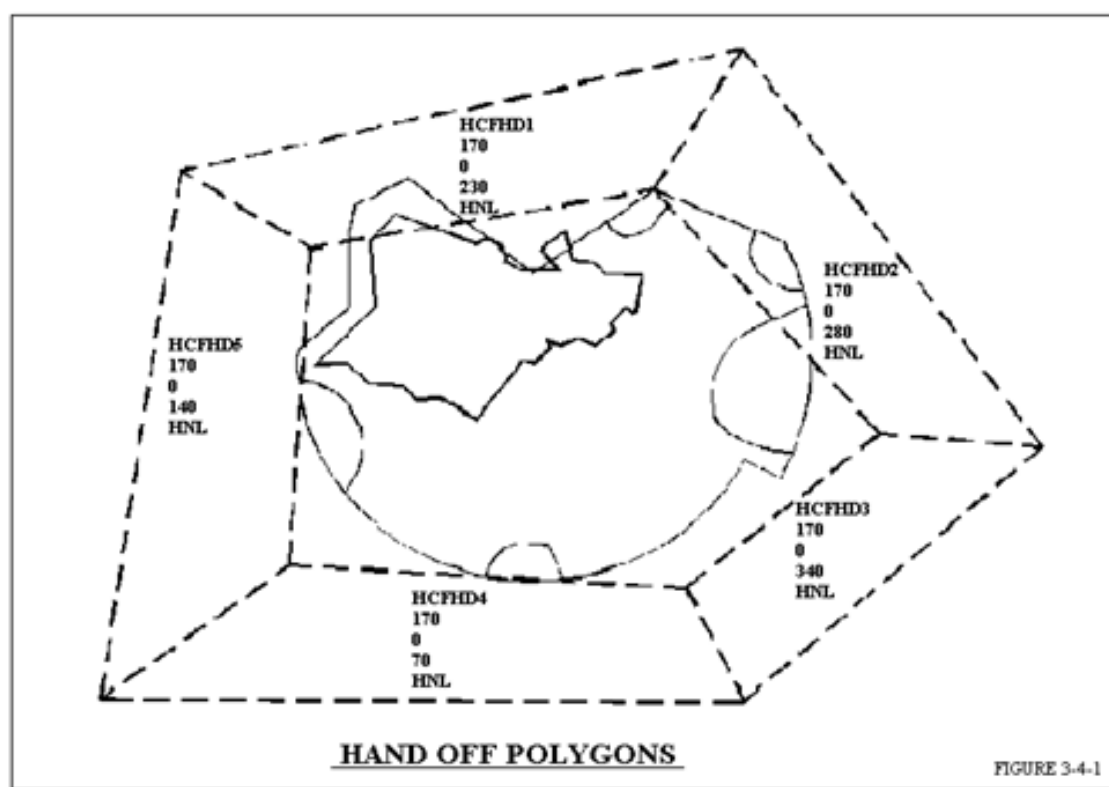 HCFHD1
170
0
230
HNL
HCFHD2
170
0
280
HNL
HCFHD5
170
0
140
HNL
HCFHD3
170
0
340
HNL
HCFHD4
170
0
70
HNL
HAND OFF POLYGONS
FIGURE 3-4-1